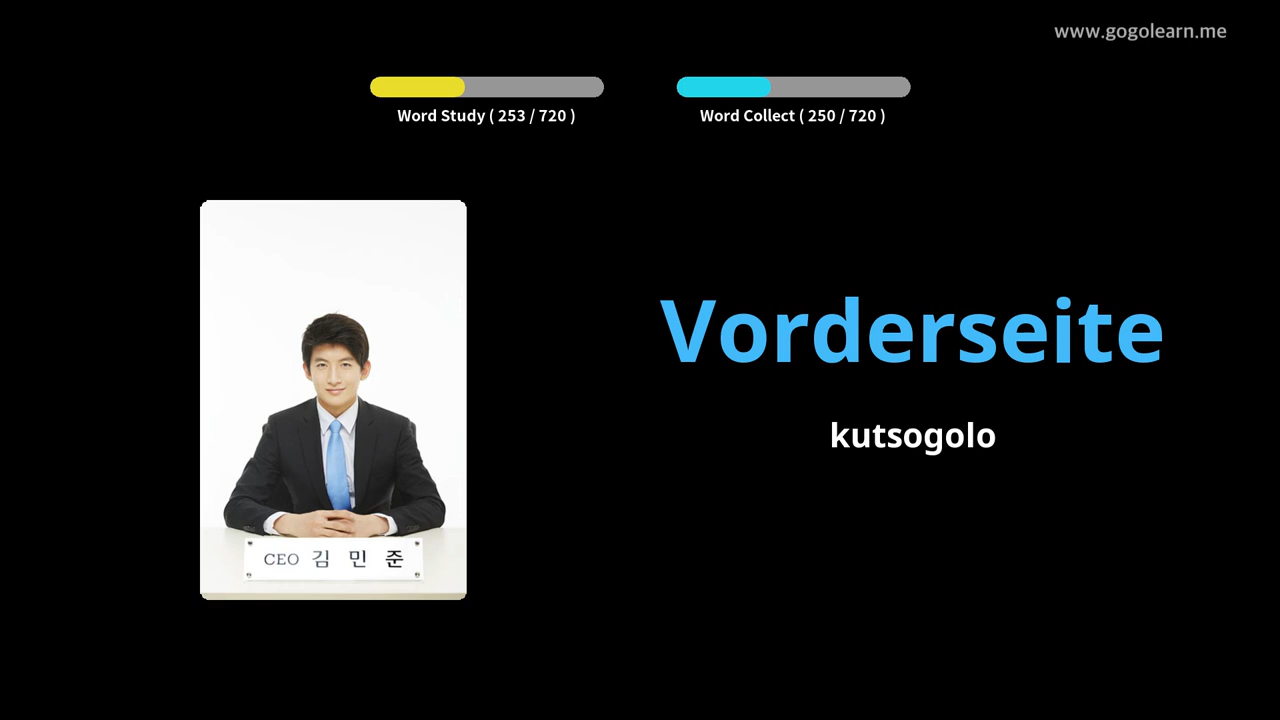 www.gogolearn.me
Word Study ( 253 / 720 )
Word Collect ( 250 / 720 )
Vorderseite
kutsogolo
CEO 김 민 준